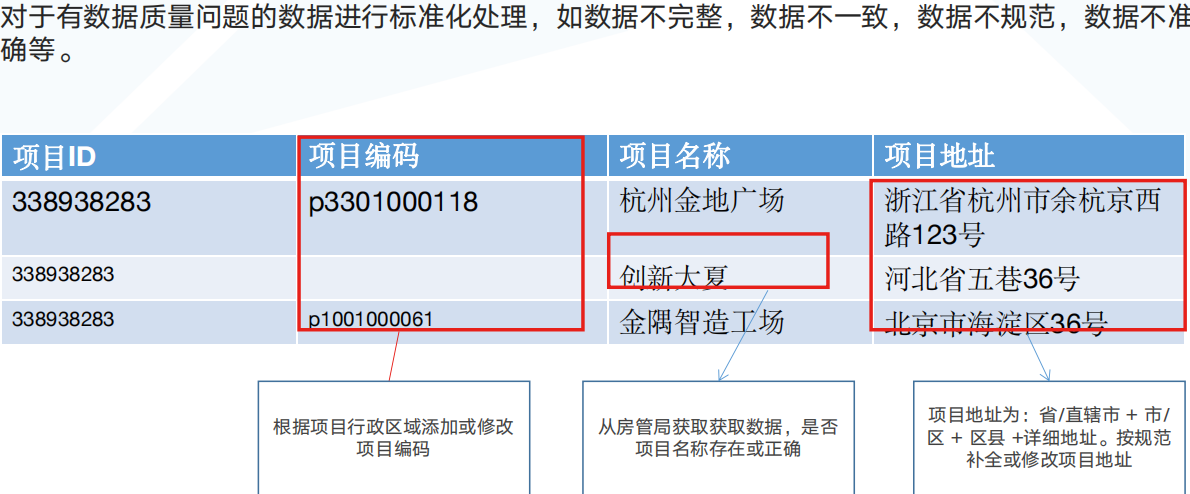 对于有数据质量问题的数据进行标准化处理，如数据不完整，数据不一致，数据不规范，数据不准
确等。
项目ID 项目编码 项目名称 项目地址
338938283 p3301000118 杭州金地广场 浙江省杭州市余杭京西
路123号
338938283 创新大夏 河北省五巷36号
338938283 p1001000061 金隅智造工场 北京市海淀区36号
根据项目行政区域添加或修改
项目编码
从房管局获取获取数据，是否
项目名称存在或正确
项目地址为：省/直辖市 + 市/
区 + 区县 +详细地址。按规范
补全或修改项目地址